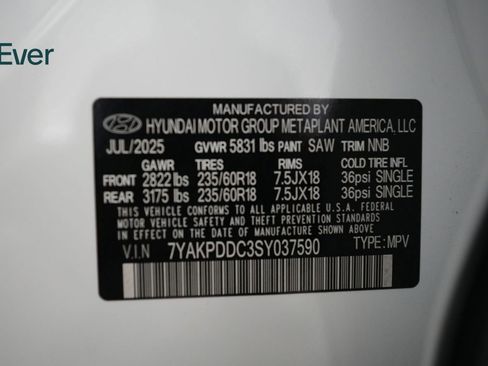 Ever
MANUFACTURED BY
HYUNDAI MOTOR GROUP METAPLANT AMERICA, LLC
JUL/2025 GVWR 5831 lbs PAINT SAW TRIM NNB
GAWR TIRES RIMS COLD TIRE INFL
FRONT 2822 lbs 235/60R18 7.5JX18 36psi SINGLE
REAR 3175 lbs 235/60R18 7.5JX18 36psi SINGLE
THIS VEHICLE CONFORMS TO ALL APPLICABLE U.S.A. FEDERAL
MOTOR VEHICLE SAFETY AND THEFT PREVENTION STANDARDS
IN EFFECT ON THE DATE OF MANUFACTURE SHOWN ABOVE.
V.I.N 7YAKPDDC3SY037590 TYPE: MPV